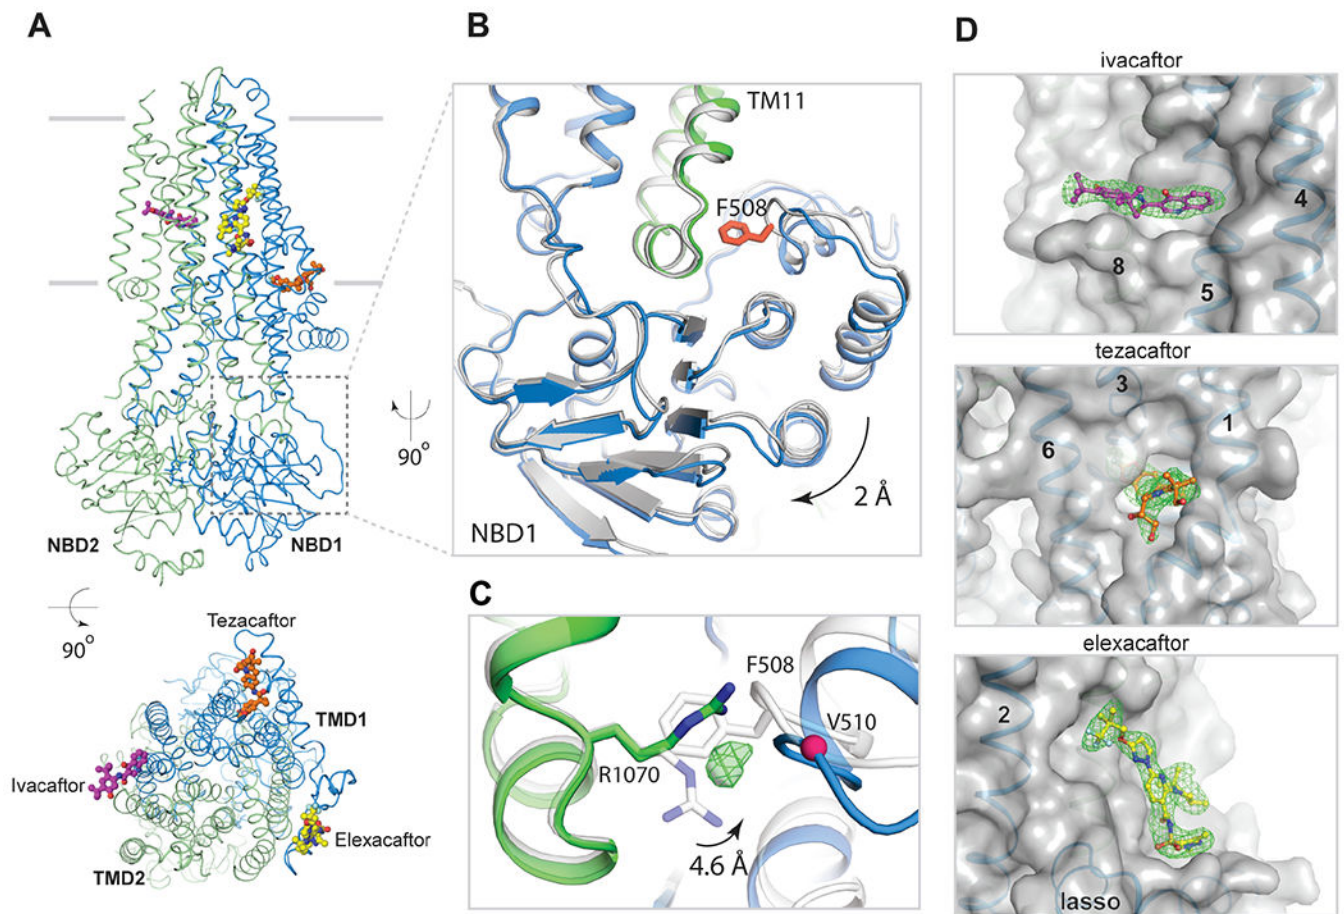 A
NBD2
NBD1
90°
90°
Tezacaftor
TMD1
Ivacaftor
Elexacaftor
TMD2
B
TM11
F508
2 Å
NBD1
C
F508
V510
R1070
4.6 Å
D
ivacaftor
4
8
5
tezacaftor
3
1
6
elexacaftor
2
lasso